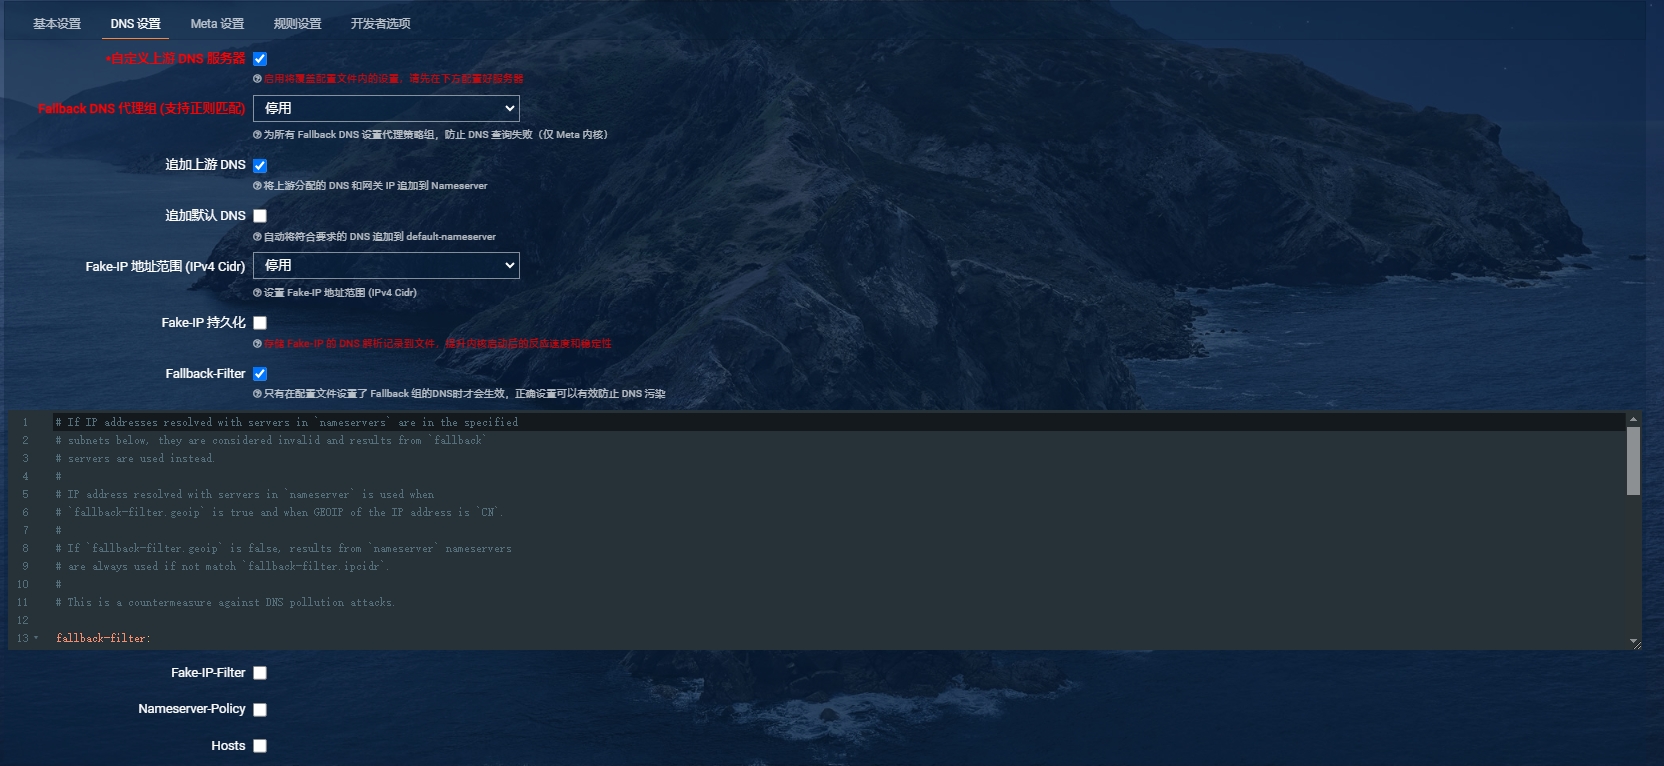 基本设置 DNS 设置 Meta 设置 规则设置 开发者选项
*自定义上游 DNS 服务器
启用将覆盖配置文件内的设置，请先在下方配置好服务器
Fallback DNS 代理组 (支持正则匹配) 停用
为所有 Fallback DNS 设置代理策略组，防止 DNS 查询失败（仅 Meta 内核）
追加上游 DNS
将上游分配的 DNS 和网关 IP 追加到 Nameserver
追加默认 DNS
自动将符合要求的 DNS 追加到 default-nameserver
Fake-IP 地址范围 (IPv4 Cidr) 停用
设置 Fake-IP 地址范围 (IPv4 Cidr)
Fake-IP 持久化
存储 Fake-IP 的 DNS 解析记录到文件，提升内核启动后的反应速度和稳定性
Fallback-Filter
只有在配置文件设置了 Fallback 组的DNS时才会生效，正确设置可以有效防止 DNS 污染
1 # If IP addresses resolved with servers in `nameservers` are in the specified
2 # subnets below, they are considered invalid and results from `fallback`
3 # servers are used instead.
4 #
5 # IP address resolved with servers in `nameserver` is used when
6 # `fallback-filter.geoip` is true and when GEOIP of the IP address is `CN`.
7 #
8 # If `fallback-filter.geoip` is false, results from `nameserver` nameservers
9 # are always used if not match `fallback-filter.ipcidr`.
10 #
11 # This is a countermeasure against DNS pollution attacks.
12
13 fallback-filter:
Fake-IP-Filter
Nameserver-Policy
Hosts